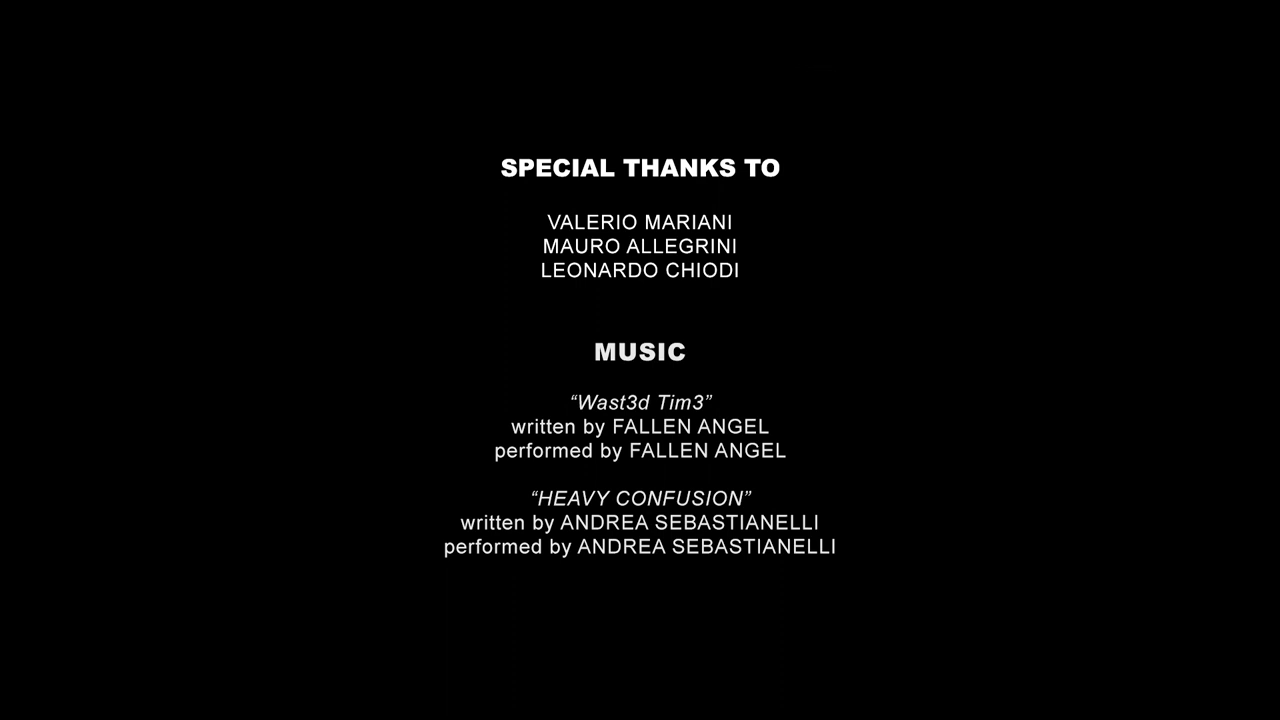 SPECIAL THANKS TO
VALERIO MARIANI
MAURO ALLEGRINI
LEONARDO CHIODI
MUSIC
“Wast3d Tim3”
written by FALLEN ANGEL
performed by FALLEN ANGEL
“HEAVY CONFUSION”
written by ANDREA SEBASTIANELLI
performed by ANDREA SEBASTIANELLI